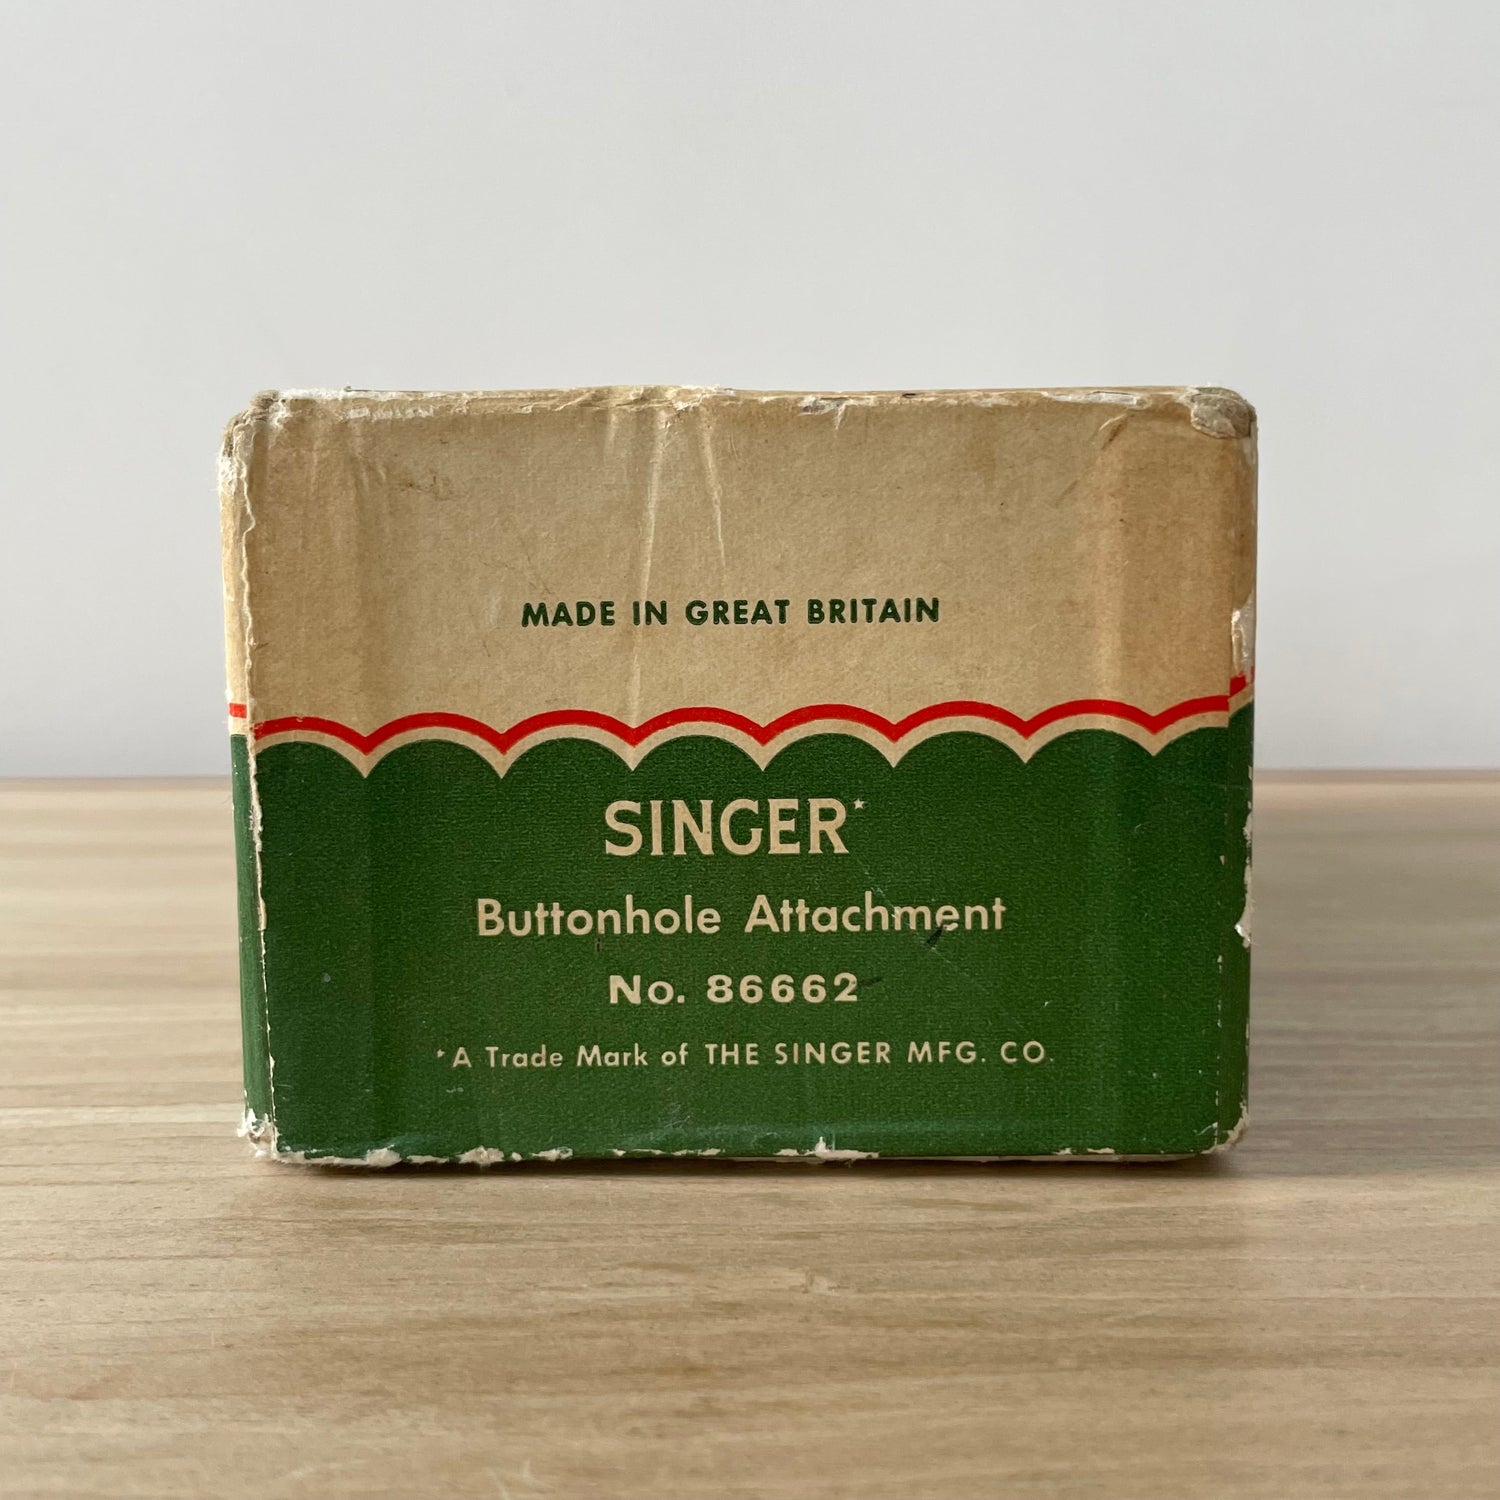 MADE IN GREAT BRITAIN
SINGER*
Buttonhole Attachment
No. 86662
*A Trade Mark of THE SINGER MFG. CO.